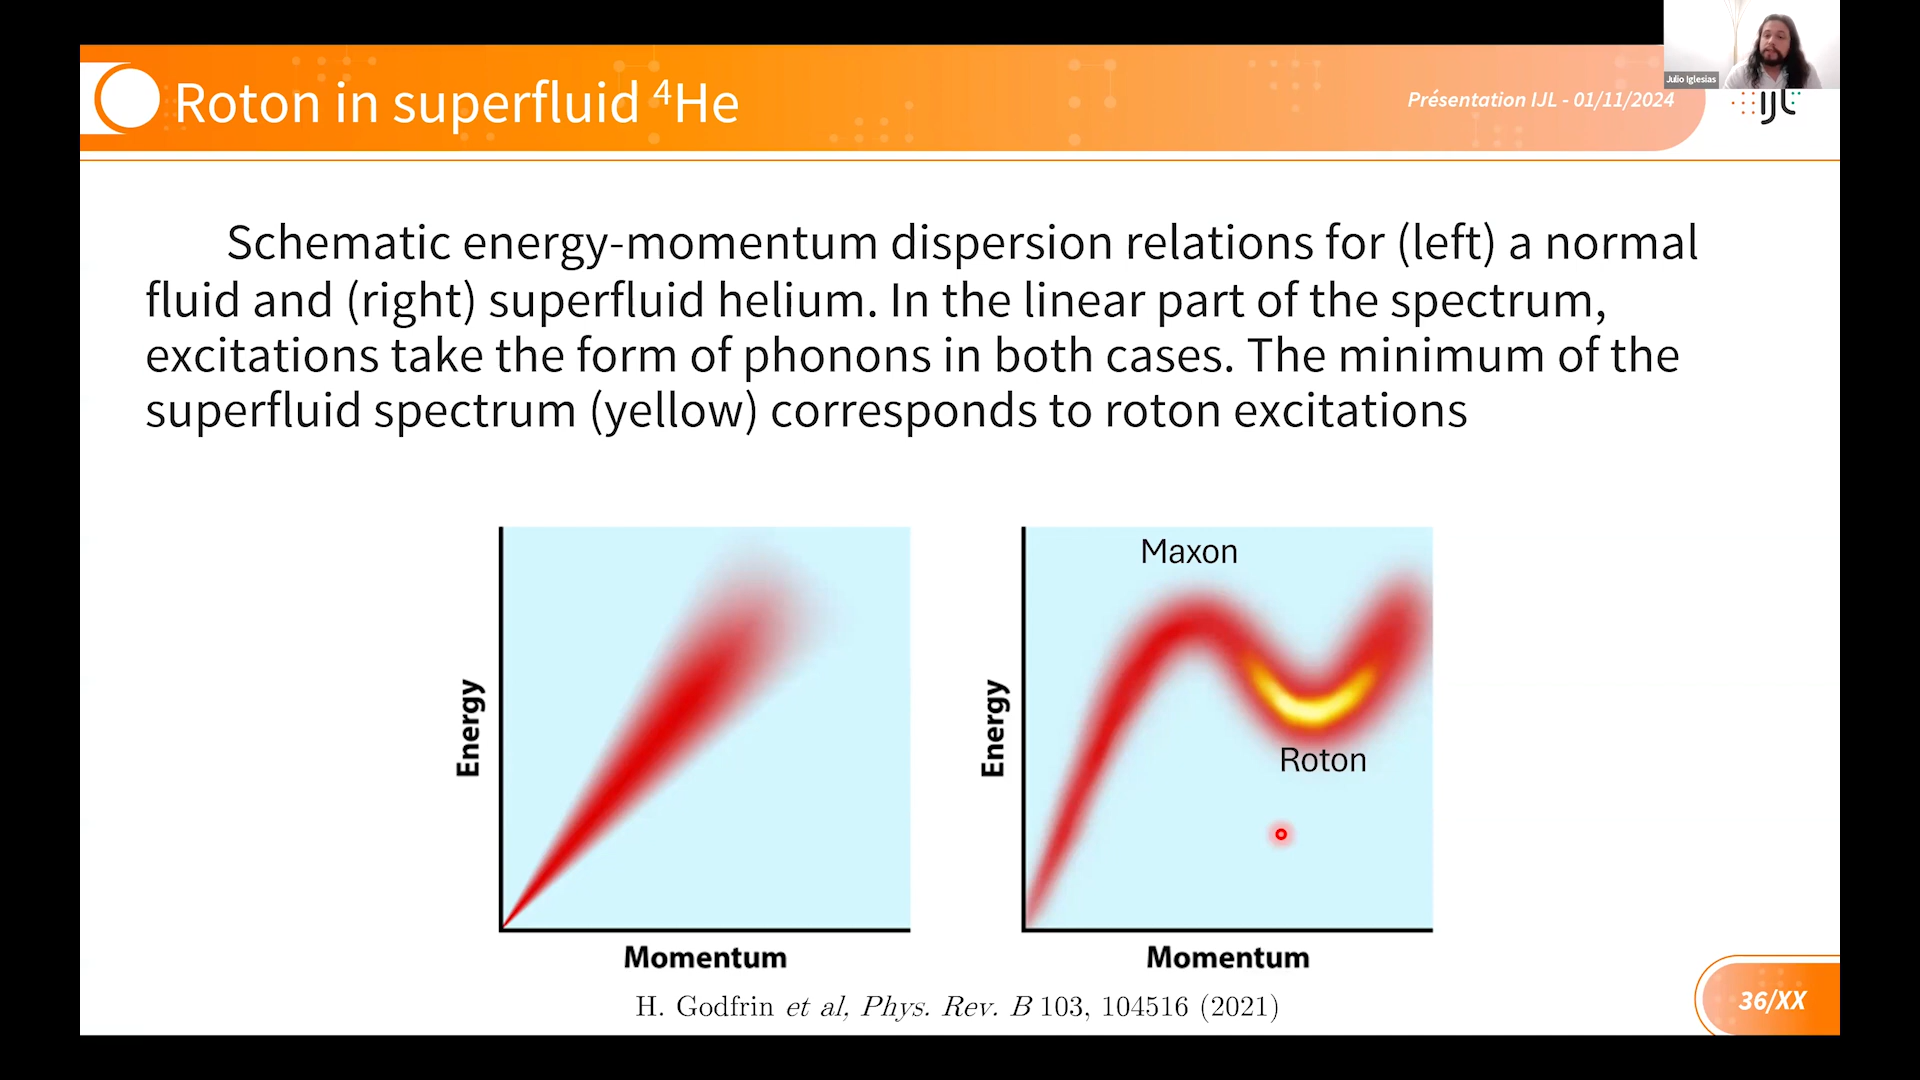 Julio Iglesias
Roton in superfluid ⁴He
Présentation IJL - 01/11/2024
ijl
Schematic energy-momentum dispersion relations for (left) a normal
fluid and (right) superfluid helium. In the linear part of the spectrum,
excitations take the form of phonons in both cases. The minimum of the
superfluid spectrum (yellow) corresponds to roton excitations
Energy
Momentum
Maxon
Roton
Energy
Momentum
H. Godfrin et al, Phys. Rev. B 103, 104516 (2021)
36/XX